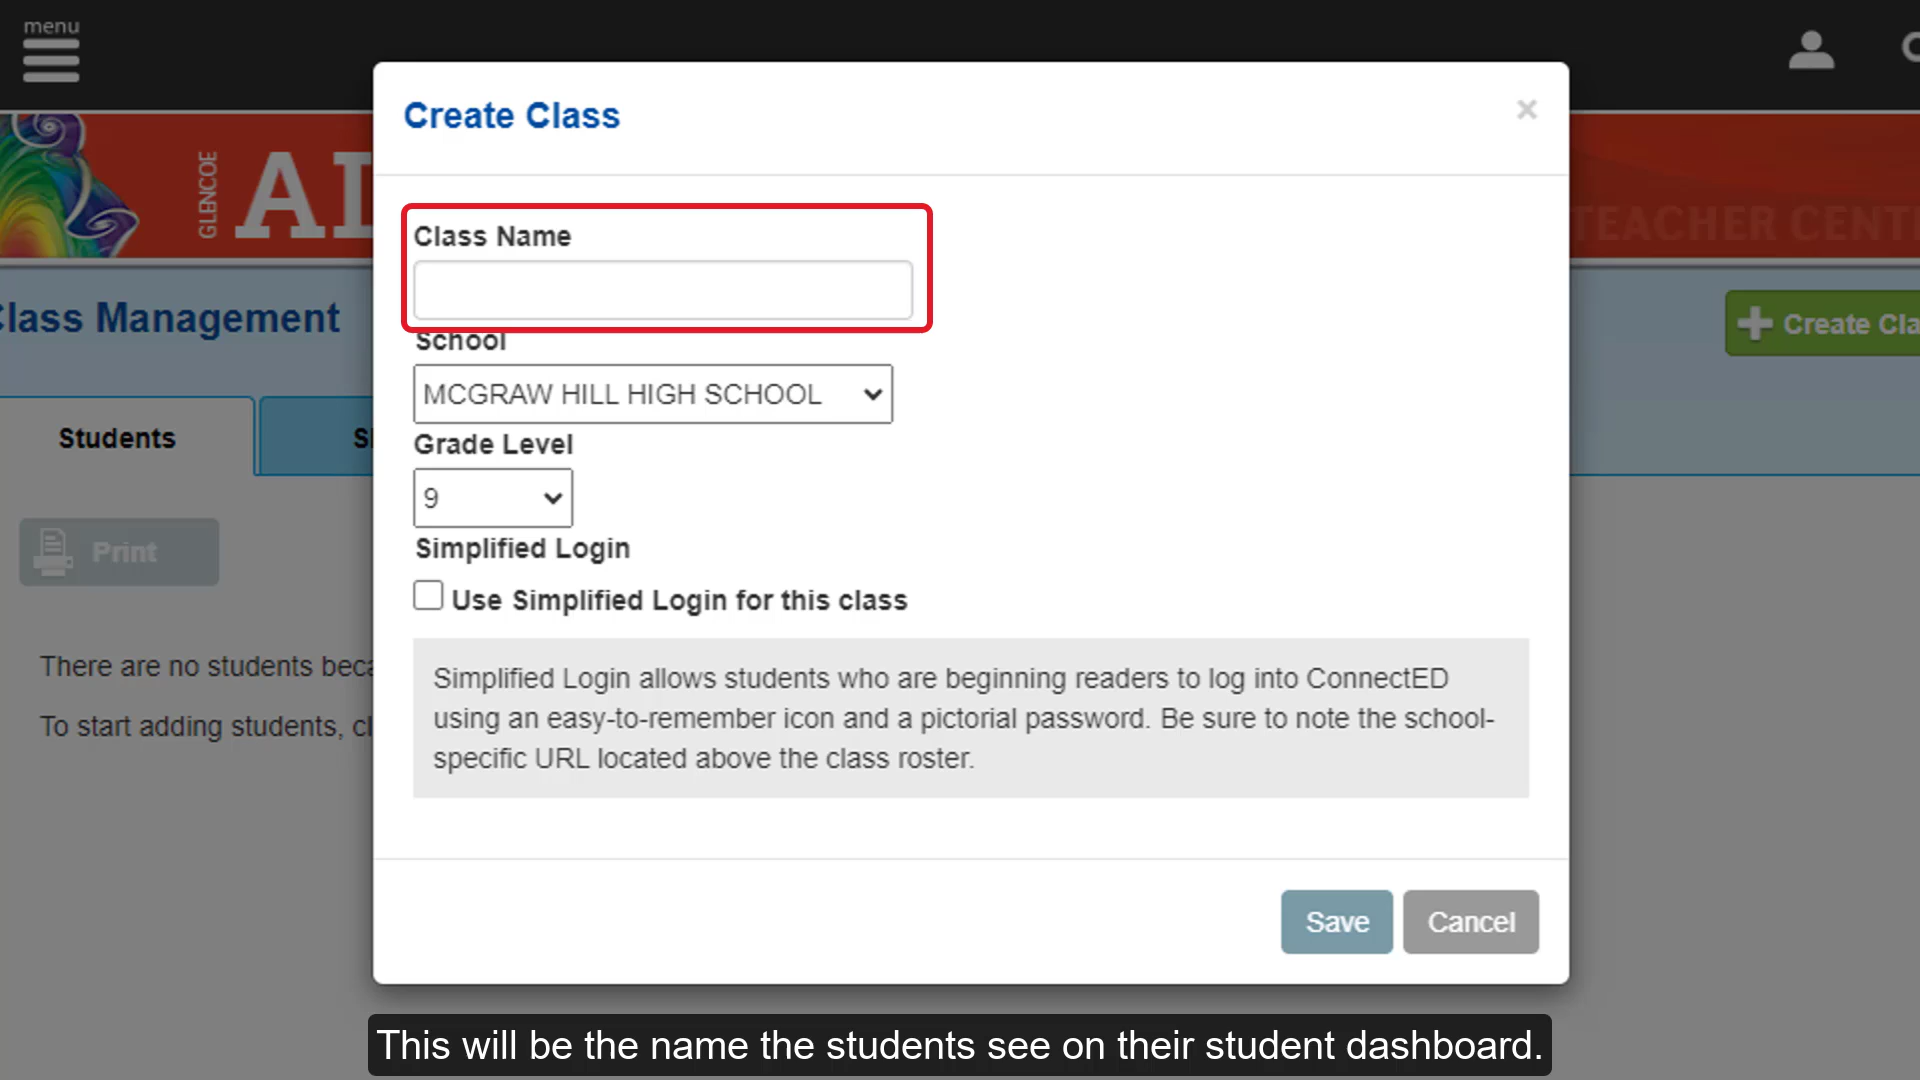 menu
Create Class
×
GLENCOE
TEACHER CENT
Class Name
Class Management
Create Cla
School
MCGRAW HILL HIGH SCHOOL
Students
Grade Level
9
Print
Simplified Login
Use Simplified Login for this class
There are no students beca
Simplified Login allows students who are beginning readers to log into ConnectED
To start adding students, cl
using an easy-to-remember icon and a pictorial password. Be sure to note the school-
specific URL located above the class roster.
Save
Cancel
This will be the name the students see on their student dashboard.